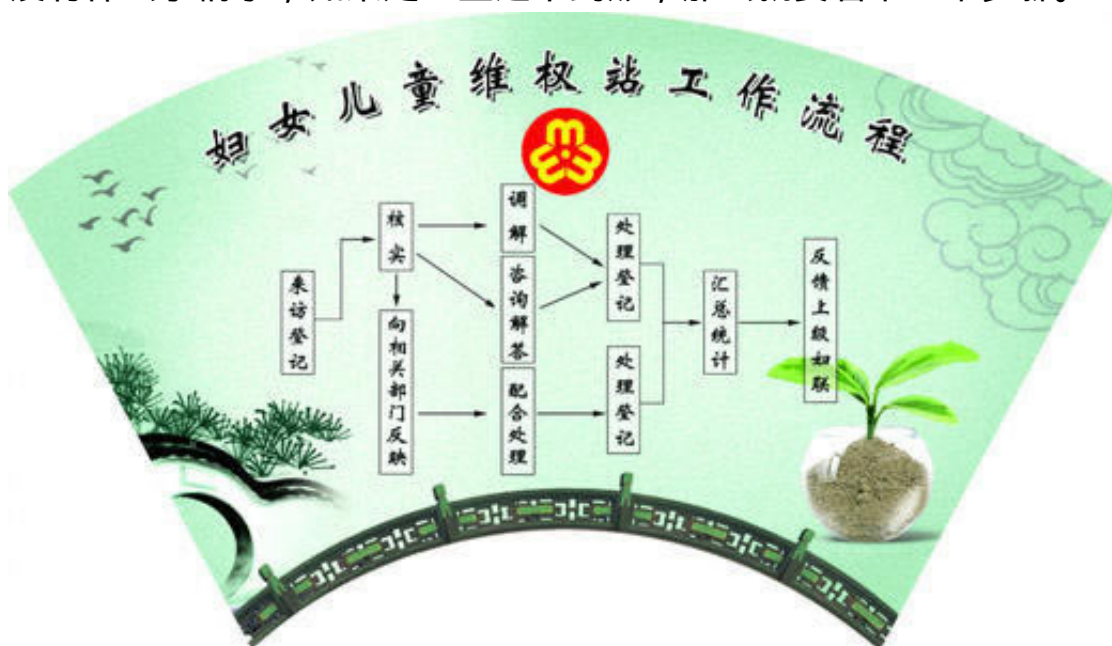 妇女儿童维权站工作流程
来访登记
核实
向相关部门反映
调解
咨询解答
配合处理
处理登记
处理登记
汇总统计
反馈上级妇联